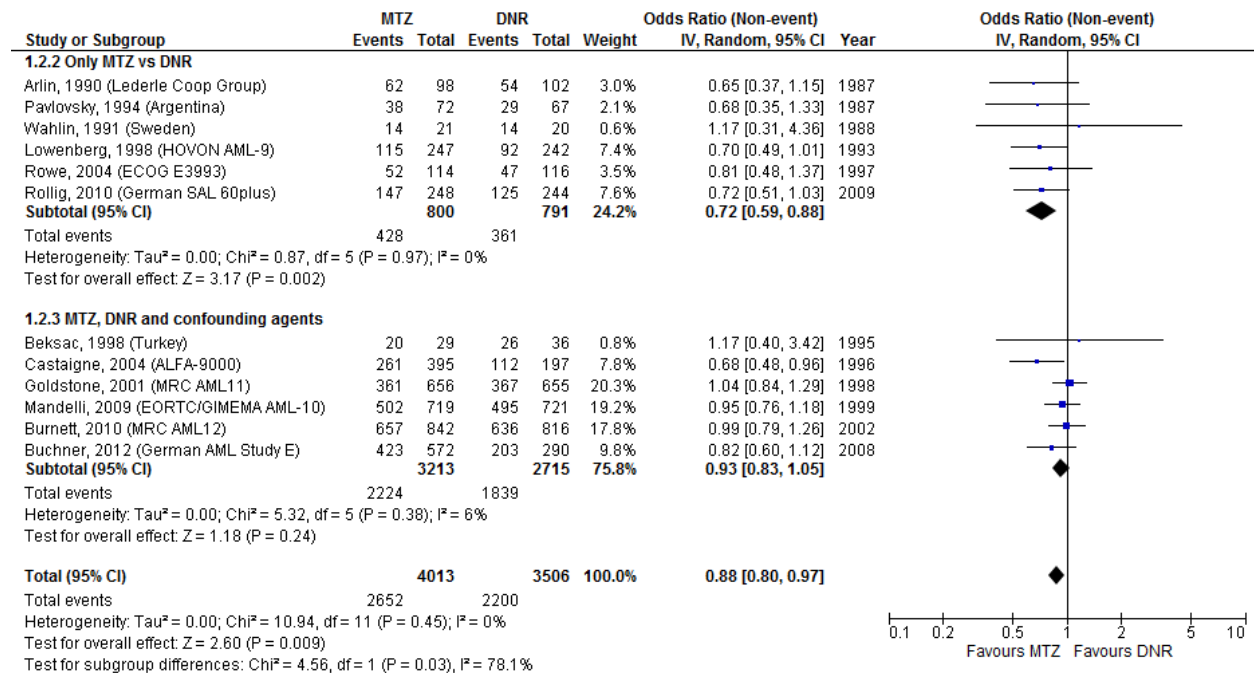 MTZ DNR Odds Ratio (Non-event) Odds Ratio (Non-event)
Study or Subgroup Events Total Events Total Weight IV, Random, 95% CI Year IV, Random, 95% CI
1.2.2 Only MTZ vs DNR
Arlin, 1990 (Lederle Coop Group) 62 98 54 102 3.0% 0.65 [0.37, 1.15] 1987
Pavlovsky, 1994 (Argentina) 38 72 29 67 2.1% 0.68 [0.35, 1.33] 1987
Wahlin, 1991 (Sweden) 14 21 14 20 0.6% 1.17 [0.31, 4.36] 1988
Lowenberg, 1998 (HOVON AML-9) 115 247 92 242 7.4% 0.70 [0.49, 1.01] 1993
Rowe, 2004 (ECOG E3993) 52 114 47 116 3.5% 0.81 [0.48, 1.37] 1997
Rollig, 2010 (German SAL 60plus) 147 248 125 244 7.6% 0.72 [0.51, 1.03] 2009
Subtotal (95% CI) 800 791 24.2% 0.72 [0.59, 0.88]
Total events 428 361
Heterogeneity: Tau² = 0.00; Chi² = 0.87, df = 5 (P = 0.97); I² = 0%
Test for overall effect: Z = 3.17 (P = 0.002)
1.2.3 MTZ, DNR and confounding agents
Beksac, 1998 (Turkey) 20 29 26 36 0.8% 1.17 [0.40, 3.42] 1995
Castaigne, 2004 (ALFA-9000) 261 395 112 197 7.8% 0.68 [0.48, 0.96] 1996
Goldstone, 2001 (MRC AML11) 361 656 367 655 20.3% 1.04 [0.84, 1.29] 1998
Mandelli, 2009 (EORTC/GIMEMA AML-10) 502 719 495 721 19.2% 0.95 [0.76, 1.18] 1999
Burnett, 2010 (MRC AML12) 657 842 636 816 17.8% 0.99 [0.79, 1.26] 2002
Buchner, 2012 (German AML Study E) 423 572 203 290 9.8% 0.82 [0.60, 1.12] 2008
Subtotal (95% CI) 3213 2715 75.8% 0.93 [0.83, 1.05]
Total events 2224 1839
Heterogeneity: Tau² = 0.00; Chi² = 5.32, df = 5 (P = 0.38); I² = 6%
Test for overall effect: Z = 1.18 (P = 0.24)
Total (95% CI) 4013 3506 100.0% 0.88 [0.80, 0.97]
Total events 2652 2200
Heterogeneity: Tau² = 0.00; Chi² = 10.94, df = 11 (P = 0.45); I² = 0%
Test for overall effect: Z = 2.60 (P = 0.009)
Test for subgroup differences: Chi² = 4.56, df = 1 (P = 0.03), I² = 78.1%
0.1 0.2 0.5 1 2 5 10
Favours MTZ Favours DNR